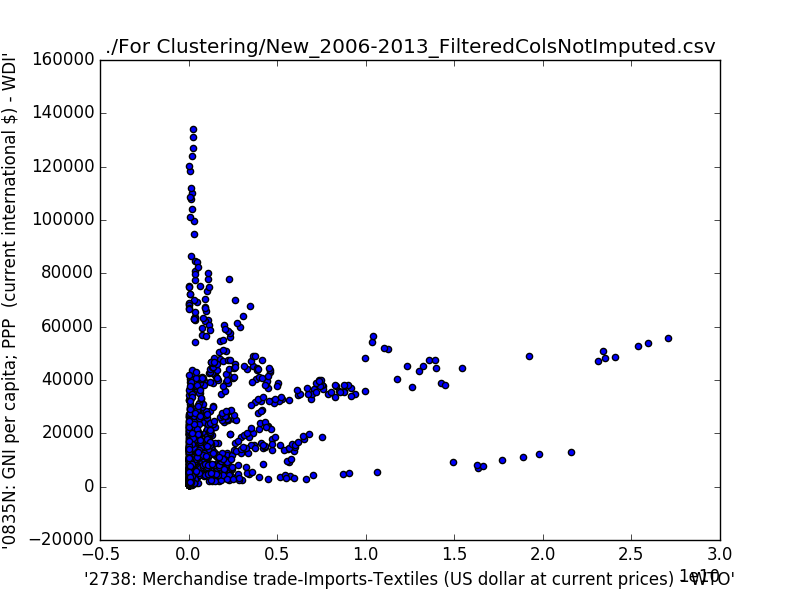 ./For Clustering/New_2006-2013_FilteredColsNotImputed.csv
'0835N: GNI per capita; PPP (current international $) - WDI'
160000
140000
120000
100000
80000
60000
40000
20000
0
−20000
−0.5 0.0 0.5 1.0 1.5 2.0 2.5 3.0
1e10
'2738: Merchandise trade-Imports-Textiles (US dollar at current prices) - WTO'